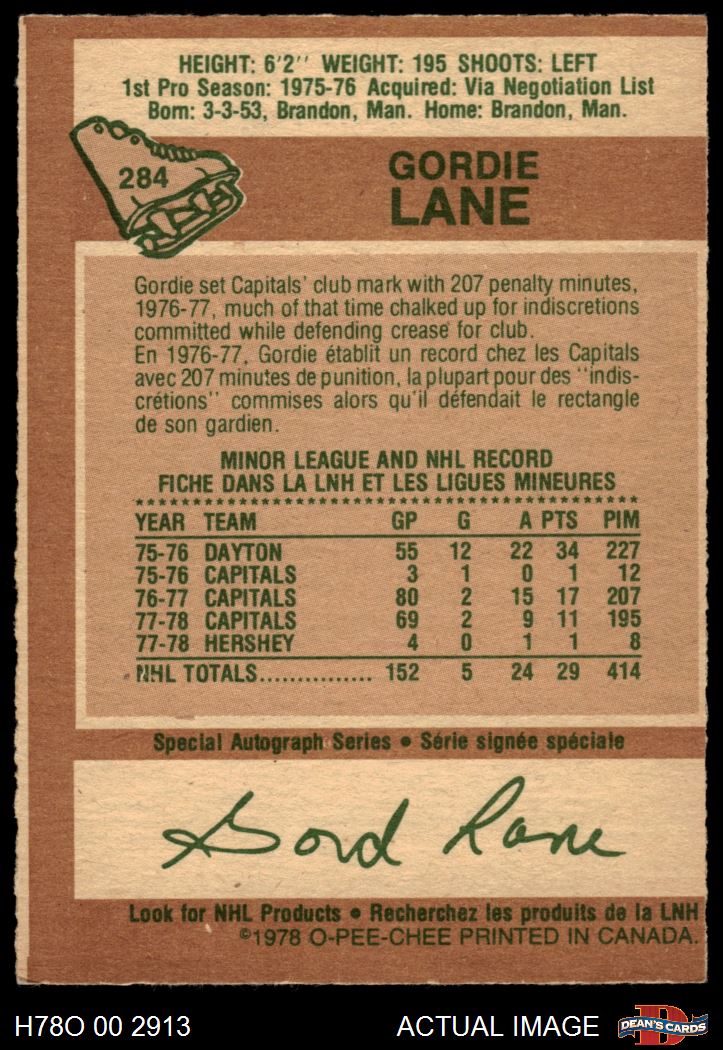 HEIGHT: 6'2'' WEIGHT: 195 SHOOTS: LEFT
1st Pro Season: 1975-76 Acquired: Via Negotiation List
Born: 3-3-53, Brandon, Man. Home: Brandon, Man.
284
GORDIE
LANE
Gordie set Capitals' club mark with 207 penalty minutes,
1976-77, much of that time chalked up for indiscretions
committed while defending crease for club.
En 1976-77, Gordie établit un record chez les Capitals
avec 207 minutes de punition, la plupart pour des ''indis-
crétions'' commises alors qu'il défendait le rectangle
de son gardien.
MINOR LEAGUE AND NHL RECORD
FICHE DANS LA LNH ET LES LIGUES MINEURES
YEAR TEAM GP G A PTS PIM
75-76 DAYTON 55 12 22 34 227
75-76 CAPITALS 3 1 0 1 12
76-77 CAPITALS 80 2 15 17 207
77-78 CAPITALS 69 2 9 11 195
77-78 HERSHEY 4 0 1 1 8
NHL TOTALS............... 152 5 24 29 414
Special Autograph Series • Série signée spéciale
Gord Lane
Look for NHL Products • Recherchez les produits de la LNH
©1978 O-PEE-CHEE PRINTED IN CANADA.
H78O 00 2913 ACTUAL IMAGE
D
DEAN'S CARDS